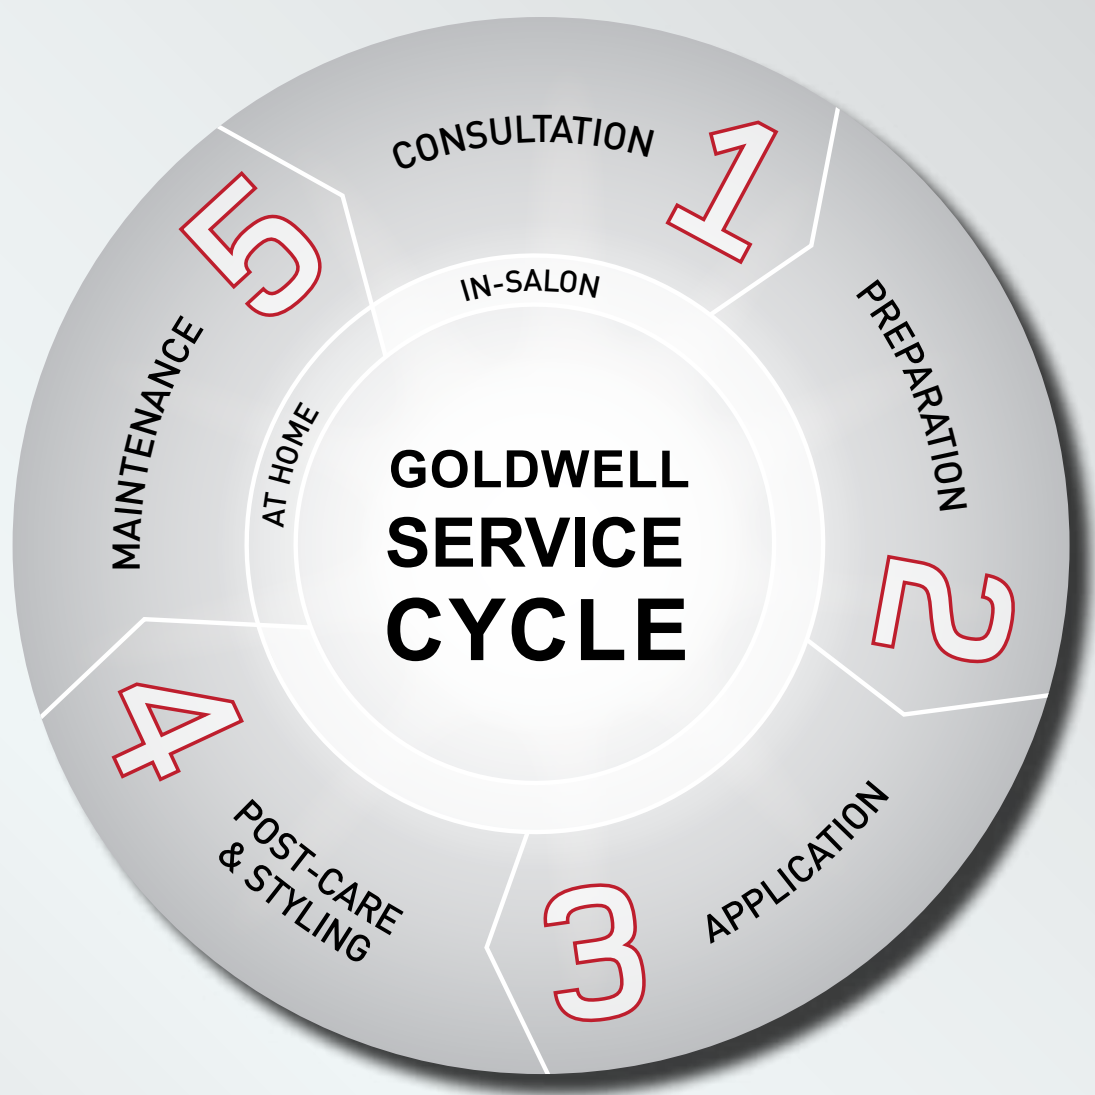 GOLDWELL
SERVICE
CYCLE
IN-SALON
AT HOME
CONSULTATION
1
PREPARATION
2
APPLICATION
3
POST-CARE
& STYLING
4
MAINTENANCE
5